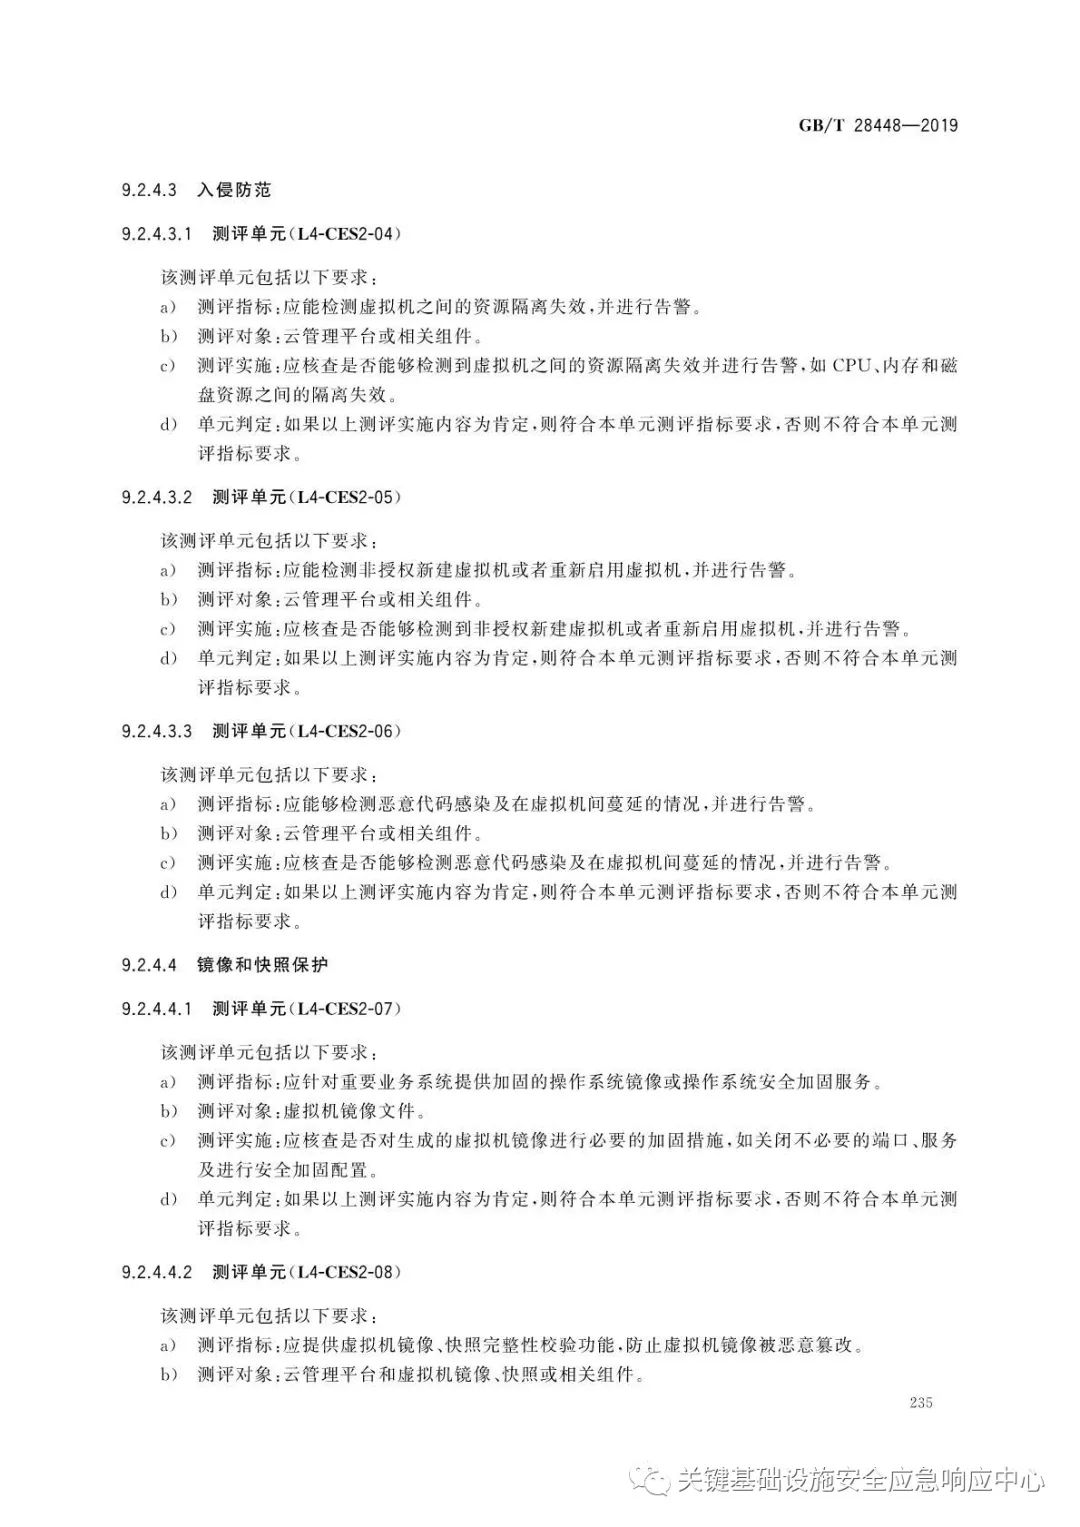 GB/T 28448—2019
9.2.4.3 入侵防范
9.2.4.3.1 测评单元(L4-CES2-04)
该测评单元包括以下要求:
a) 测评指标:应能检测虚拟机之间的资源隔离失效,并进行告警。
b) 测评对象:云管理平台或相关组件。
c) 测评实施:应核查是否能够检测到虚拟机之间的资源隔离失效并进行告警,如 CPU、内存和磁
盘资源之间的隔离失效。
d) 单元判定:如果以上测评实施内容为肯定,则符合本单元测评指标要求,否则不符合本单元测
评指标要求。
9.2.4.3.2 测评单元(L4-CES2-05)
该测评单元包括以下要求:
a) 测评指标:应能检测非授权新建虚拟机或者重新启用虚拟机,并进行告警。
b) 测评对象:云管理平台或相关组件。
c) 测评实施:应核查是否能够检测到非授权新建虚拟机或者重新启用虚拟机,并进行告警。
d) 单元判定:如果以上测评实施内容为肯定,则符合本单元测评指标要求,否则不符合本单元测
评指标要求。
9.2.4.3.3 测评单元(L4-CES2-06)
该测评单元包括以下要求:
a) 测评指标:应能够检测恶意代码感染及在虚拟机间蔓延的情况,并进行告警。
b) 测评对象:云管理平台或相关组件。
c) 测评实施:应核查是否能够检测恶意代码感染及在虚拟机间蔓延的情况,并进行告警。
d) 单元判定:如果以上测评实施内容为肯定,则符合本单元测评指标要求,否则不符合本单元测
评指标要求。
9.2.4.4 镜像和快照保护
9.2.4.4.1 测评单元(L4-CES2-07)
该测评单元包括以下要求:
a) 测评指标:应针对重要业务系统提供加固的操作系统镜像或操作系统安全加固服务。
b) 测评对象:虚拟机镜像文件。
c) 测评实施:应核查是否对生成的虚拟机镜像进行必要的加固措施,如关闭不必要的端口、服务
及进行安全加固配置。
d) 单元判定:如果以上测评实施内容为肯定,则符合本单元测评指标要求,否则不符合本单元测
评指标要求。
9.2.4.4.2 测评单元(L4-CES2-08)
该测评单元包括以下要求:
a) 测评指标:应提供虚拟机镜像、快照完整性校验功能,防止虚拟机镜像被恶意篡改。
b) 测评对象:云管理平台和虚拟机镜像、快照或相关组件。
235
关键基础设施安全应急响应中心